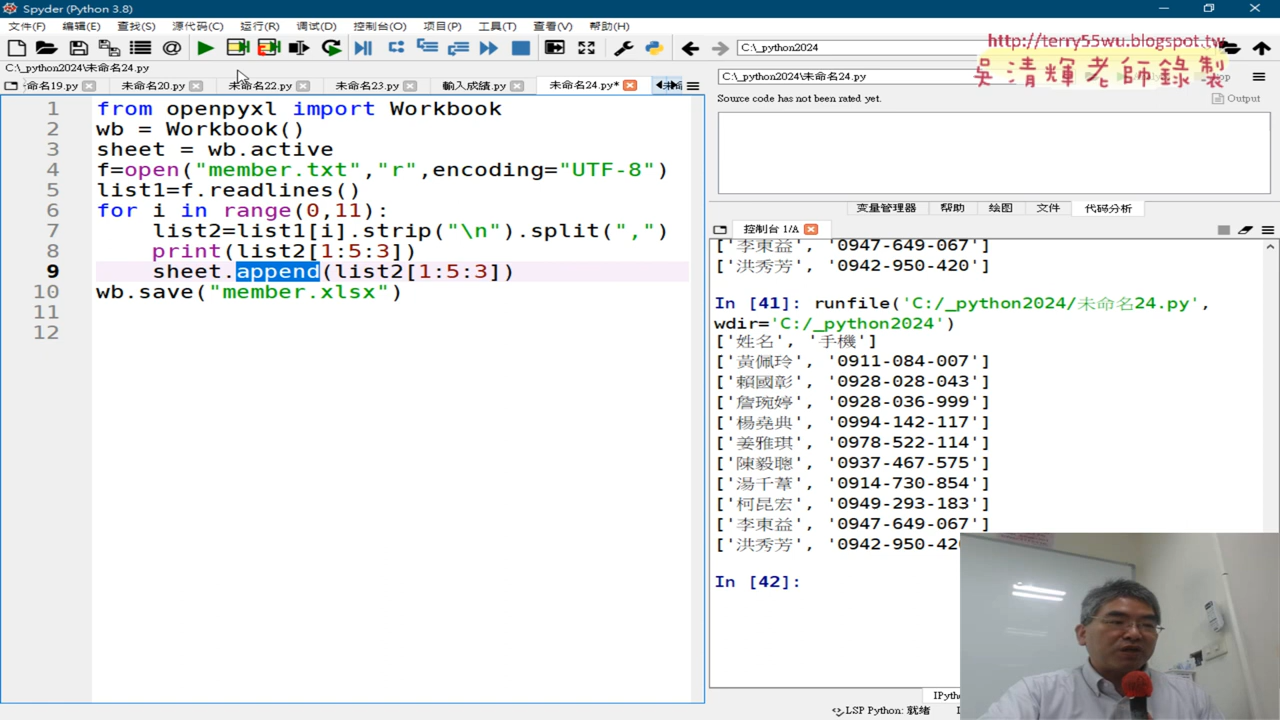 Spyder (Python 3.8)
文件(F) 编辑(E) 查找(S) 源代码(C) 运行(R) 调试(D) 控制台(O) 项目(P) 工具(T) 查看(V) 帮助(H)
C:\_python2024
http://terry55wu.blogspot.tw
吳清輝老師錄製
C:\_python2024\未命名24.py
命名19.py 未命名20.py 未命名22.py 未命名23.py 輸入成績.py 未命名24.py*
C:\_python2024\未命名24.py
Source code has not been rated yet.
Output
1 from openpyxl import Workbook
2 wb = Workbook()
3 sheet = wb.active
4 f=open("member.txt","r",encoding="UTF-8")
5 list1=f.readlines()
6 for i in range(0,11):
7 list2=list1[i].strip("\n").split(",")
8 print(list2[1:5:3])
9 sheet.append(list2[1:5:3])
10 wb.save("member.xlsx")
11
12
变量管理器 帮助 绘图 文件 代码分析
控制台 1/A
['李東益', '0947-649-067']
['洪秀芳', '0942-950-420']
In [41]: runfile('C:/_python2024/未命名24.py',
wdir='C:/_python2024')
['姓名', '手機']
['黃佩玲', '0911-084-007']
['賴國彰', '0928-028-043']
['詹琬婷', '0928-036-999']
['楊堯典', '0994-142-117']
['姜雅琪', '0978-522-114']
['陳毅聰', '0937-467-575']
['湯千葦', '0914-730-854']
['柯昆宏', '0949-293-183']
['李東益', '0947-649-067']
['洪秀芳', '0942-950-420
In [42]:
LSP Python: 就绪